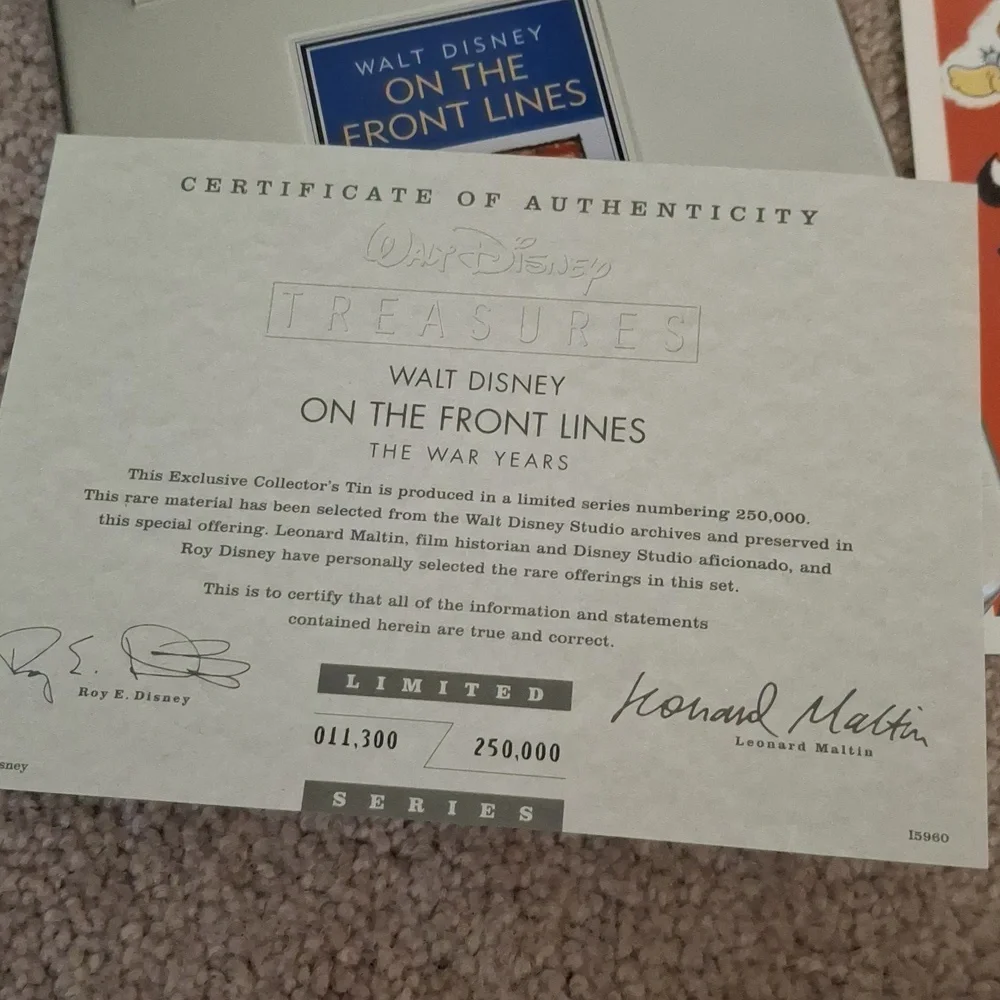 WALT DISNEY
ON THE
FRONT LINES
CERTIFICATE OF AUTHENTICITY
WALT DISNEY
TREASURES
WALT DISNEY
ON THE FRONT LINES
THE WAR YEARS
This Exclusive Collector's Tin is produced in a limited series numbering 250,000.
This rare material has been selected from the Walt Disney Studio archives and preserved in
this special offering. Leonard Maltin, film historian and Disney Studio aficionado, and
Roy Disney have personally selected the rare offerings in this set.
This is to certify that all of the information and statements
contained herein are true and correct.
Roy E. Disney
Leonard Maltin
Roy E. Disney
Leonard Maltin
LIMITED
011,300 250,000
SERIES
sney
I5960